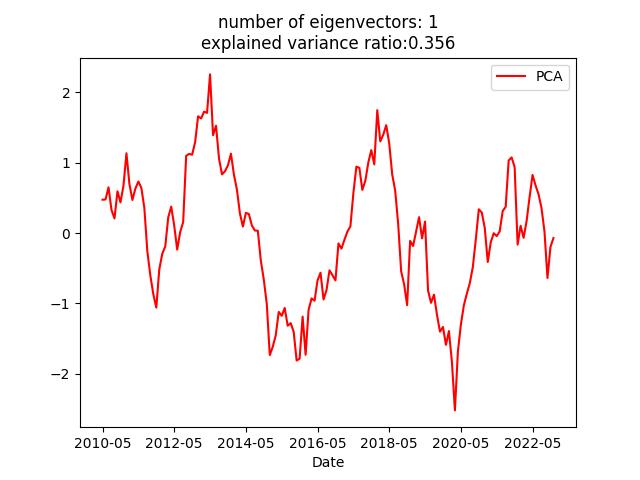 number of eigenvectors: 1
explained variance ratio:0.356
PCA
2
1
0
−1
−2
2010-05 2012-05 2014-05 2016-05 2018-05 2020-05 2022-05
Date